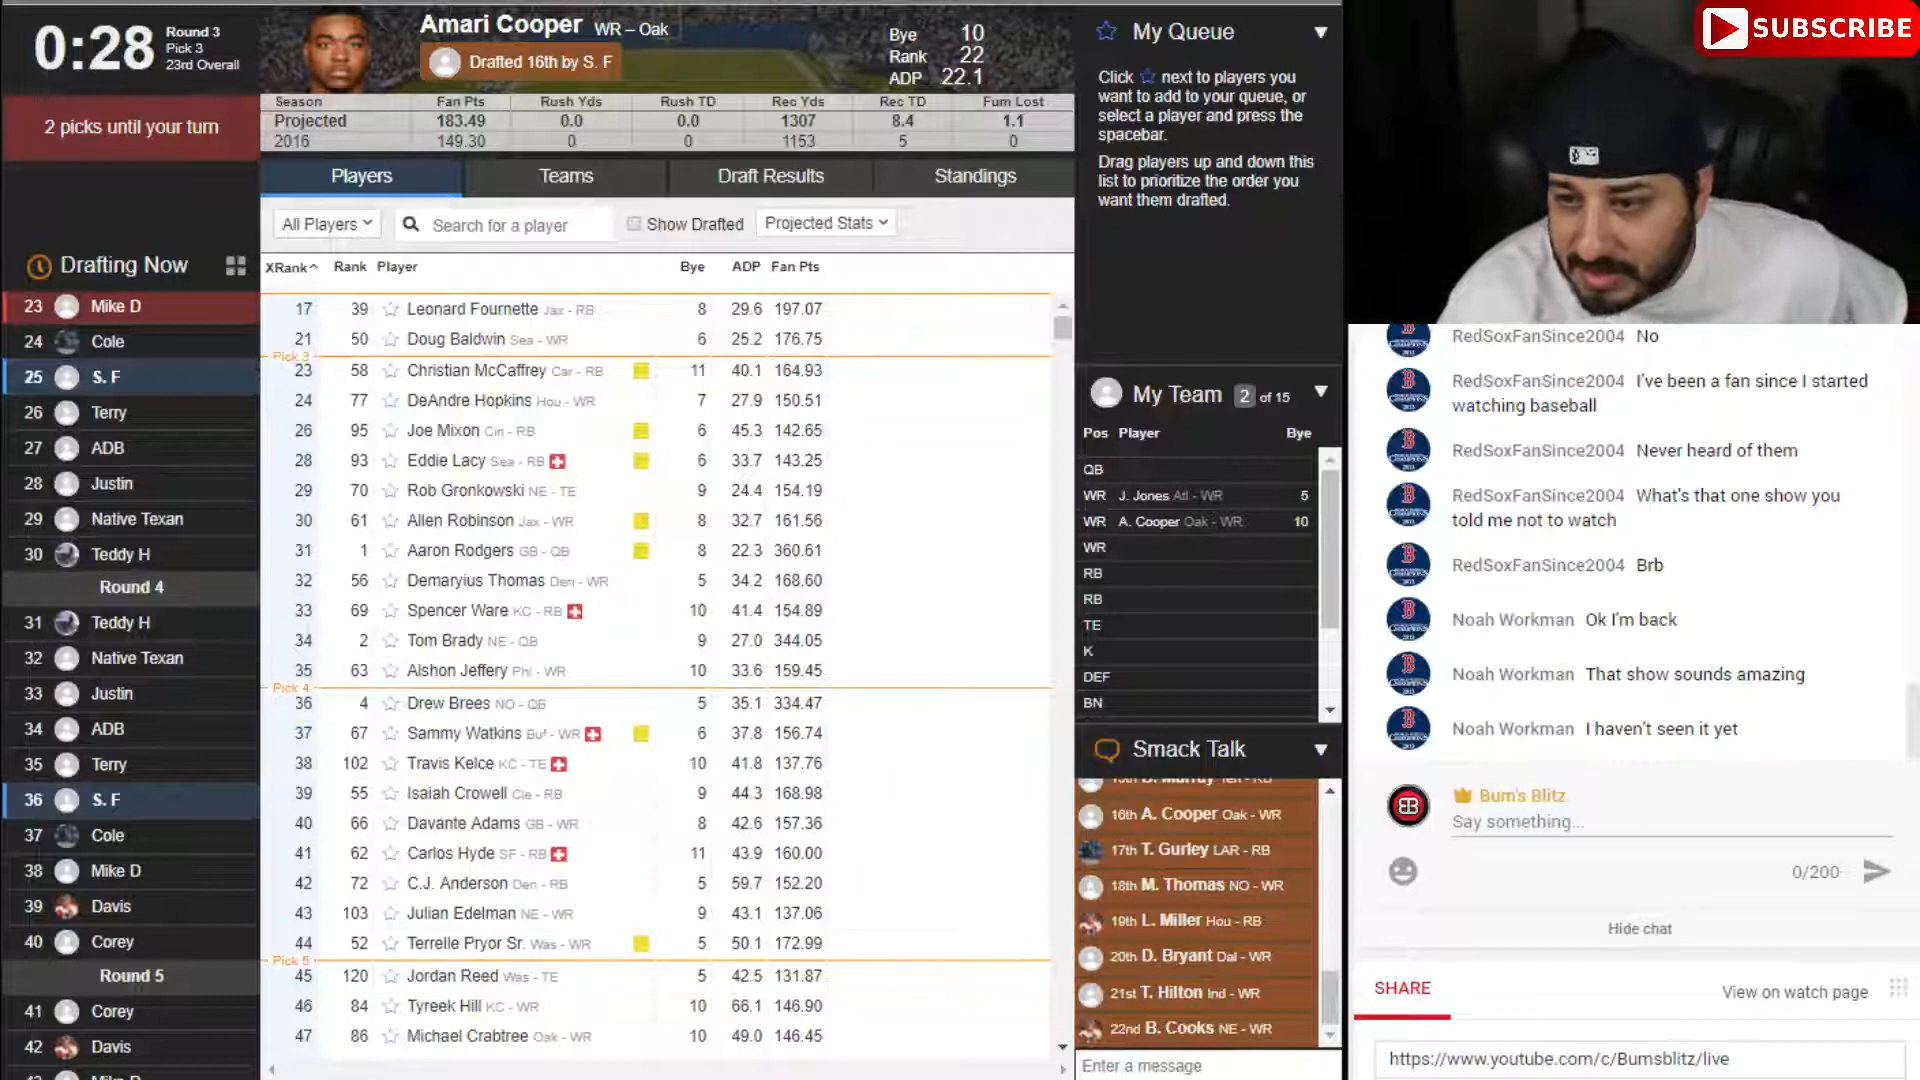 0:28
Round 3
Pick 3
23rd Overall
2 picks until your turn
Drafting Now
23 Mike D
24 Cole
25 S. F
26 Terry
27 ADB
28 Justin
29 Native Texan
30 Teddy H
Round 4
31 Teddy H
32 Native Texan
33 Justin
34 ADB
35 Terry
36 S. F
37 Cole
38 Mike D
39 Davis
40 Corey
Round 5
41 Corey
42 Davis
Amari Cooper WR – Oak
Drafted 16th by S. F
Bye 10
Rank 22
ADP 22.1
Season Fan Pts Rush Yds Rush TD Rec Yds Rec TD Fum Lost
Projected 183.49 0.0 0.0 1307 8.4 1.1
2016 149.30 0 0 1153 5 0
Players Teams Draft Results Standings
All Players Search for a player Show Drafted Projected Stats
XRank Rank Player Bye ADP Fan Pts
17 39 Leonard Fournette Jax - RB 8 29.6 197.07
21 50 Doug Baldwin Sea - WR 6 25.2 176.75
Pick 3
23 58 Christian McCaffrey Car - RB 11 40.1 164.93
24 77 DeAndre Hopkins Hou - WR 7 27.9 150.51
26 95 Joe Mixon Cin - RB 6 45.3 142.65
28 93 Eddie Lacy Sea - RB 6 33.7 143.25
29 70 Rob Gronkowski NE - TE 9 24.4 154.19
30 61 Allen Robinson Jax - WR 8 32.7 161.56
31 1 Aaron Rodgers GB - QB 8 22.3 360.61
32 56 Demaryius Thomas Den - WR 5 34.2 168.60
33 69 Spencer Ware KC - RB 10 41.4 154.89
34 2 Tom Brady NE - QB 9 27.0 344.05
35 63 Alshon Jeffery Phi - WR 10 33.6 159.45
Pick 4
36 4 Drew Brees NO - QB 5 35.1 334.47
37 67 Sammy Watkins Buf - WR 6 37.8 156.74
38 102 Travis Kelce KC - TE 10 41.8 137.76
39 55 Isaiah Crowell Cle - RB 9 44.3 168.98
40 66 Davante Adams GB - WR 8 42.6 157.36
41 62 Carlos Hyde SF - RB 11 43.9 160.00
42 72 C.J. Anderson Den - RB 5 59.7 152.20
43 103 Julian Edelman NE - WR 9 43.1 137.06
44 52 Terrelle Pryor Sr. Was - WR 5 50.1 172.99
Pick 5
45 120 Jordan Reed Was - TE 5 42.5 131.87
46 84 Tyreek Hill KC - WR 10 66.1 146.90
47 86 Michael Crabtree Oak - WR 10 49.0 146.45
My Queue
Click next to players you
want to add to your queue, or
select a player and press the
spacebar.
Drag players up and down this
list to prioritize the order you
want them drafted.
My Team 2 of 15
Pos Player Bye
QB
WR J. Jones Atl - WR 5
WR A. Cooper Oak - WR 10
WR
RB
RB
TE
K
DEF
BN
Smack Talk
15th D. Murray Ten - RB
16th A. Cooper Oak - WR
17th T. Gurley LAR - RB
18th M. Thomas NO - WR
19th L. Miller Hou - RB
20th D. Bryant Dal - WR
21st T. Hilton Ind - WR
22nd B. Cooks NE - WR
Enter a message
SUBSCRIBE
RedSoxFanSince2004 No
RedSoxFanSince2004 I've been a fan since I started
watching baseball
RedSoxFanSince2004 Never heard of them
RedSoxFanSince2004 What's that one show you
told me not to watch
RedSoxFanSince2004 Brb
Noah Workman Ok I'm back
Noah Workman That show sounds amazing
Noah Workman I haven't seen it yet
Bum's Blitz
Say something...
0/200
Hide chat
SHARE View on watch page
https://www.youtube.com/c/Bumsblitz/live